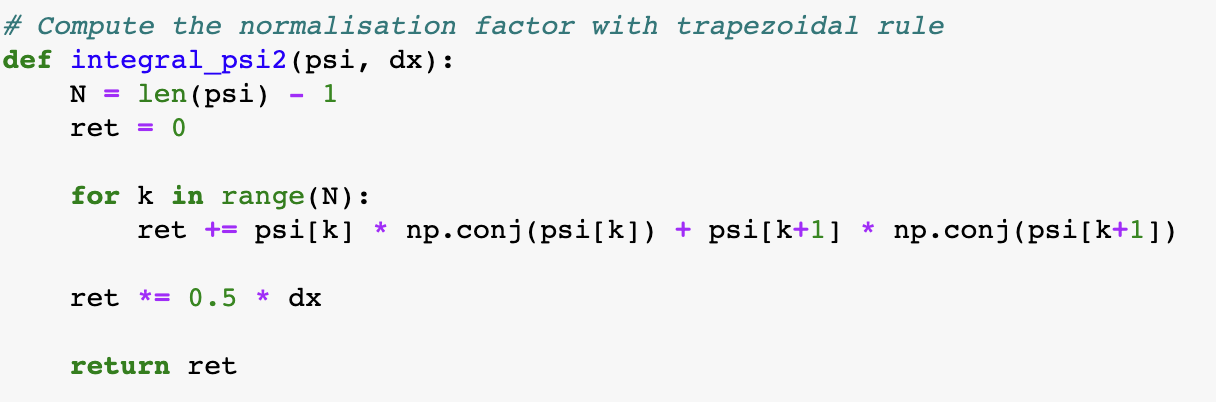 # Compute the normalisation factor with trapezoidal rule
def integral_psi2(psi, dx):
    N = len(psi) - 1
    ret = 0
    for k in range(N):
        ret += psi[k] * np.conj(psi[k]) + psi[k+1] * np.conj(psi[k+1])
    ret *= 0.5 * dx
    return ret